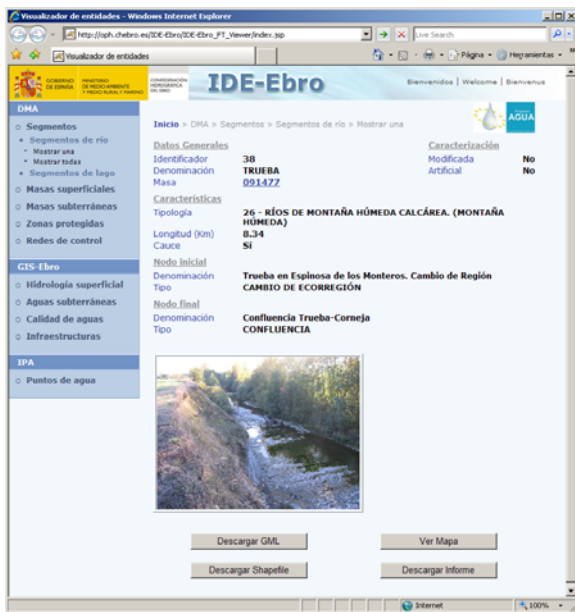 Visualizador de entidades - Windows Internet Explorer
http://oph.chebro.es/IDE-Ebro/IDE-Ebro_FT_Viewer/index.jsp
Live Search
Visualizador de entidades
Página
Herramientas
GOBIERNO DE ESPAÑA
MINISTERIO DE MEDIO AMBIENTE Y MEDIO RURAL Y MARINO
CONFEDERACIÓN HIDROGRÁFICA DEL EBRO
IDE-Ebro
Bienvenidos | Welcome | Bienvenus
AGUA
DMA
Segmentos
Segmentos de río
Mostrar una
Mostrar todas
Segmentos de lago
Masas superficiales
Masas subterráneas
Zonas protegidas
Redes de control
GIS-Ebro
Hidrología superficial
Aguas subterráneas
Calidad de aguas
Infraestructuras
IPA
Puntos de agua
Inicio > DMA > Segmentos > Segmentos de río > Mostrar una
Datos Generales
Identificador 38
Denominación TRUEBA
Masa 091477
Caracterización
Modificada No
Artificial No
Características
Tipología 26 - RÍOS DE MONTAÑA HÚMEDA CALCÁREA. (MONTAÑA
HÚMEDA)
Longitud (Km) 8.34
Cauce Sí
Nodo inicial
Denominación Trueba en Espinosa de los Monteros. Cambio de Región
Tipo CAMBIO DE ECORREGIÓN
Nodo final
Denominación Confluencia Trueba-Corneja
Tipo CONFLUENCIA
Descargar GML
Ver Mapa
Descargar Shapefile
Descargar Informe
Internet
100%